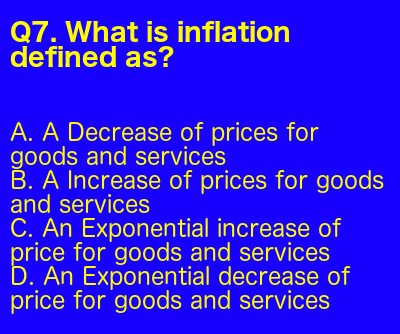 Q7. What is inflation
defined as?
A. A Decrease of prices for
goods and services
B. A Increase of prices for goods
and services
C. An Exponential increase of
price for goods and services
D. An Exponential decrease of
price for goods and services